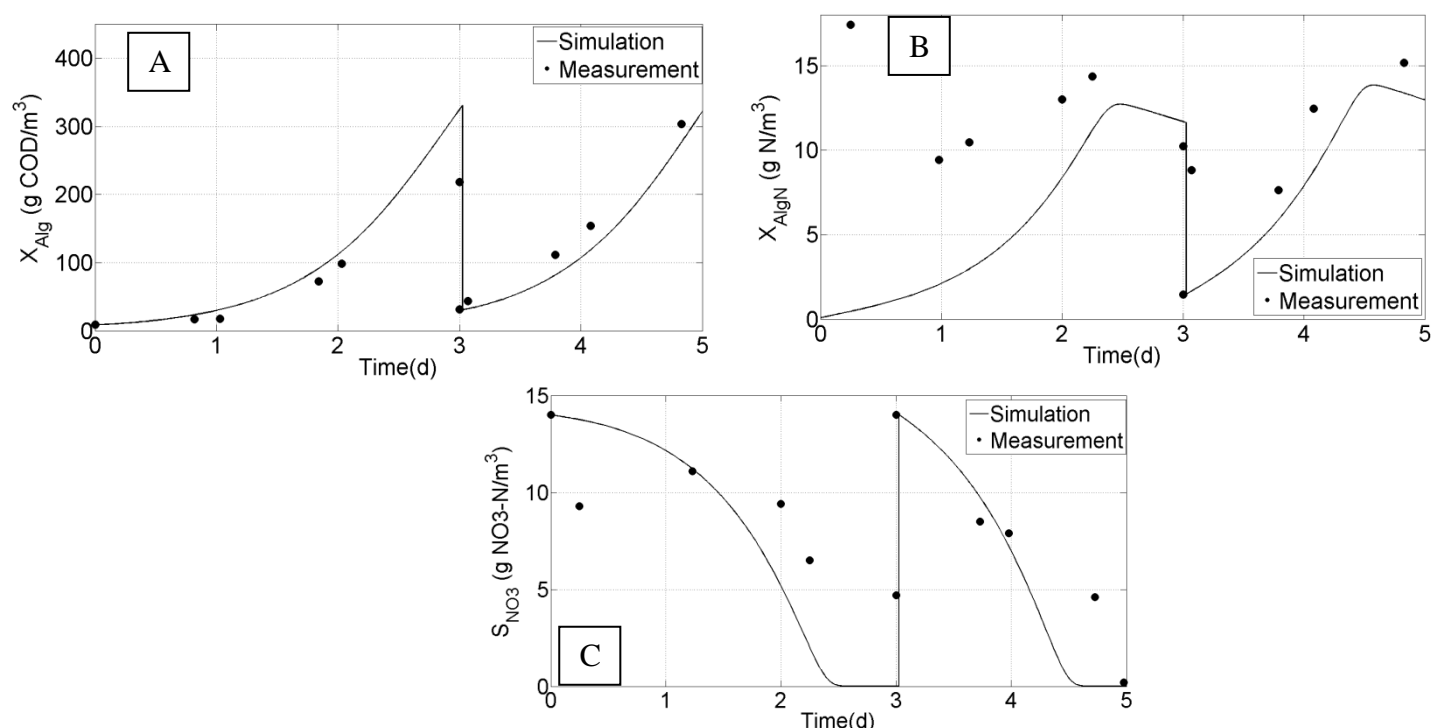 A
400
300
200
100
0
X_Alg (g COD/m³)
Simulation
Measurement
0 1 2 3 4 5
Time(d)
B
15
10
5
0
X_AlgN (g N/m³)
Simulation
Measurement
0 1 2 3 4 5
Time(d)
15
10
5
0
S_NO3 (g NO3-N/m³)
Simulation
Measurement
C
0 1 2 3 4 5
Time(d)